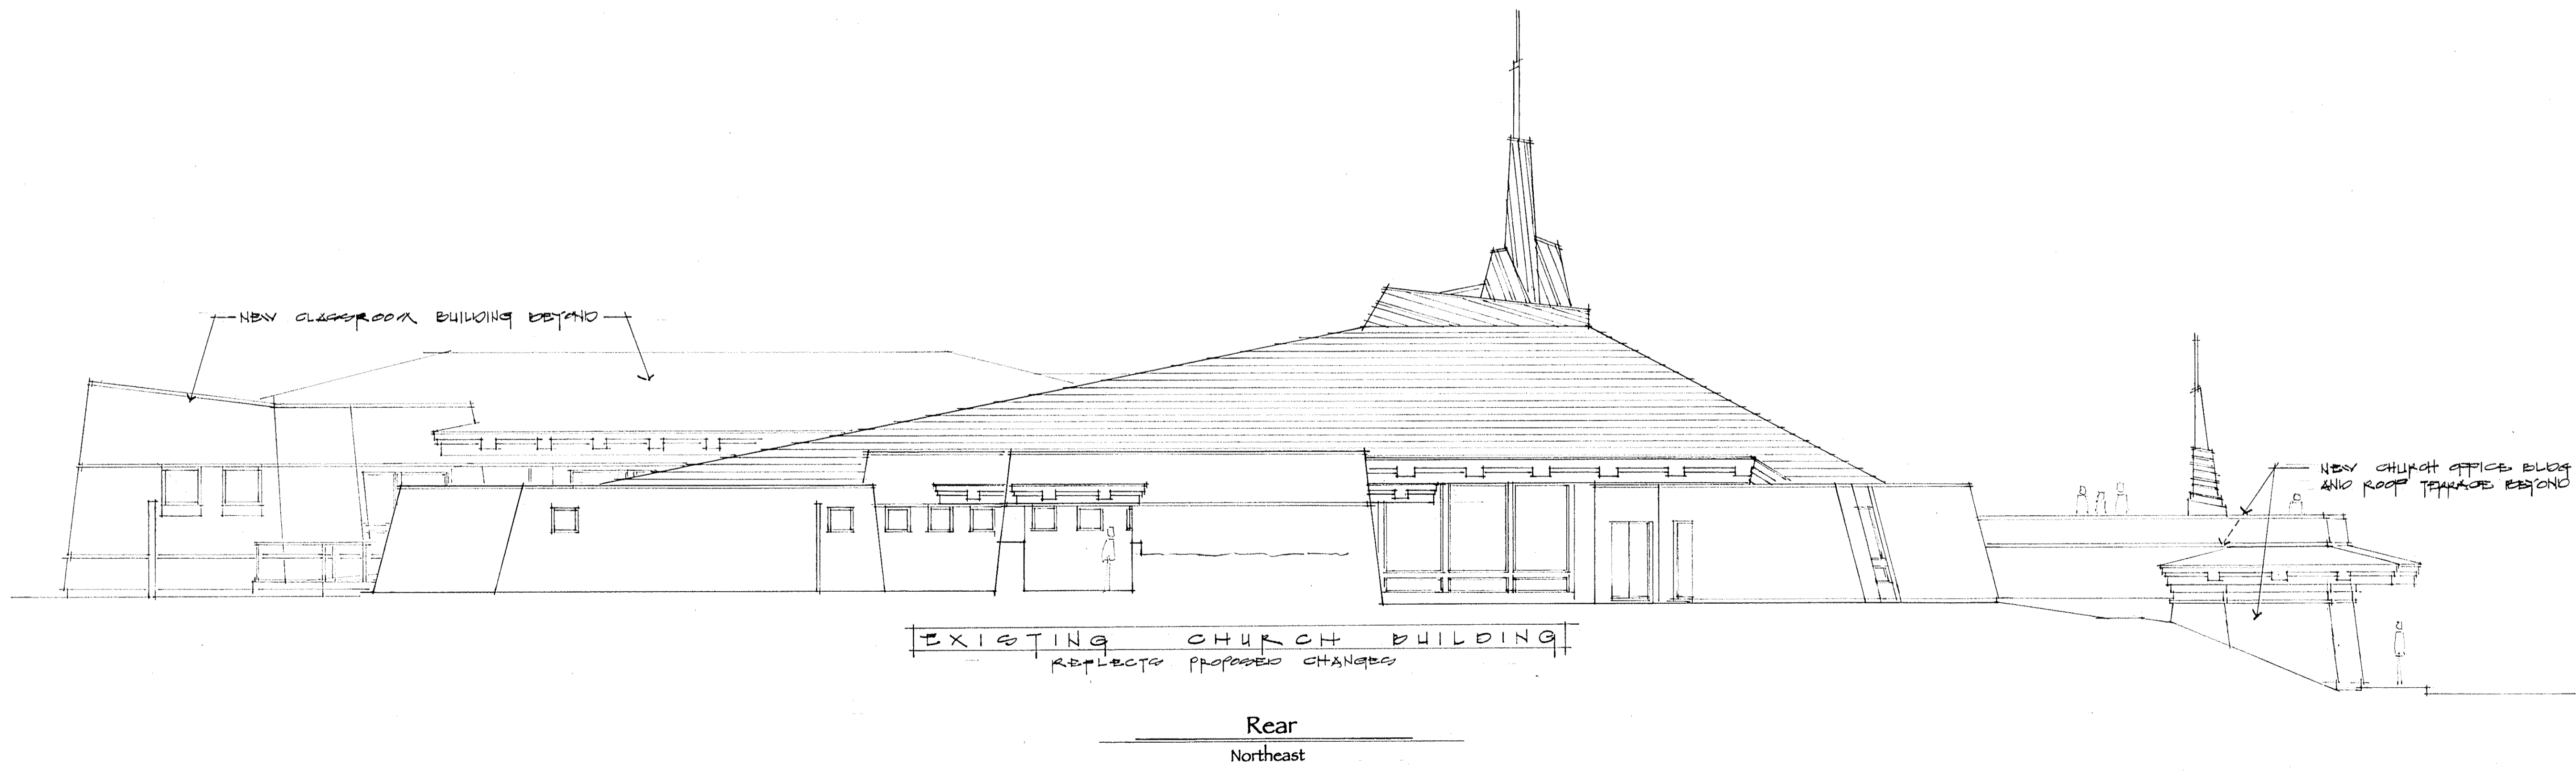 NEW CLASSROOM BUILDING BEYOND
NEW CHURCH OFFICE BLDG
AND ROOF TERRACE BEYOND
EXISTING CHURCH BUILDING
REFLECTS PROPOSED CHANGES
Rear
Northeast